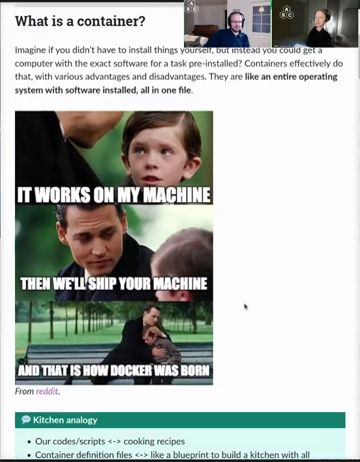 What is a container?
Imagine if you didn't have to install things yourself, but instead you could get a
computer with the exact software for a task pre-installed? Containers effectively do
that, with various advantages and disadvantages. They are like an entire operating
system with software installed, all in one file.
IT WORKS ON MY MACHINE
THEN WE'LL SHIP YOUR MACHINE
AND THAT IS HOW DOCKER WAS BORN
From reddit.
Kitchen analogy
• Our codes/scripts <-> cooking recipes
• Container definition files <-> like a blueprint to build a kitchen with all